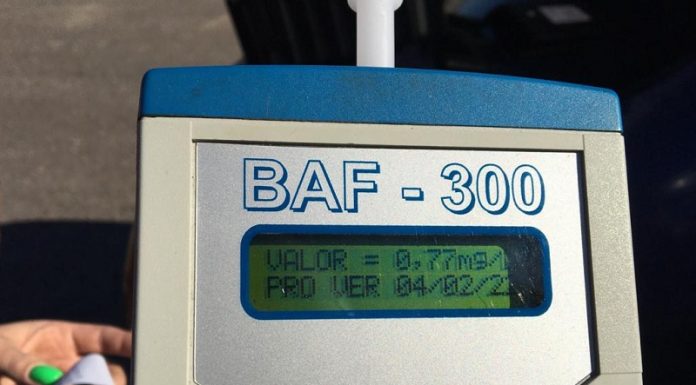 BAF - 300
VALOR = 0,77mg/
PRO VER 04/02/2